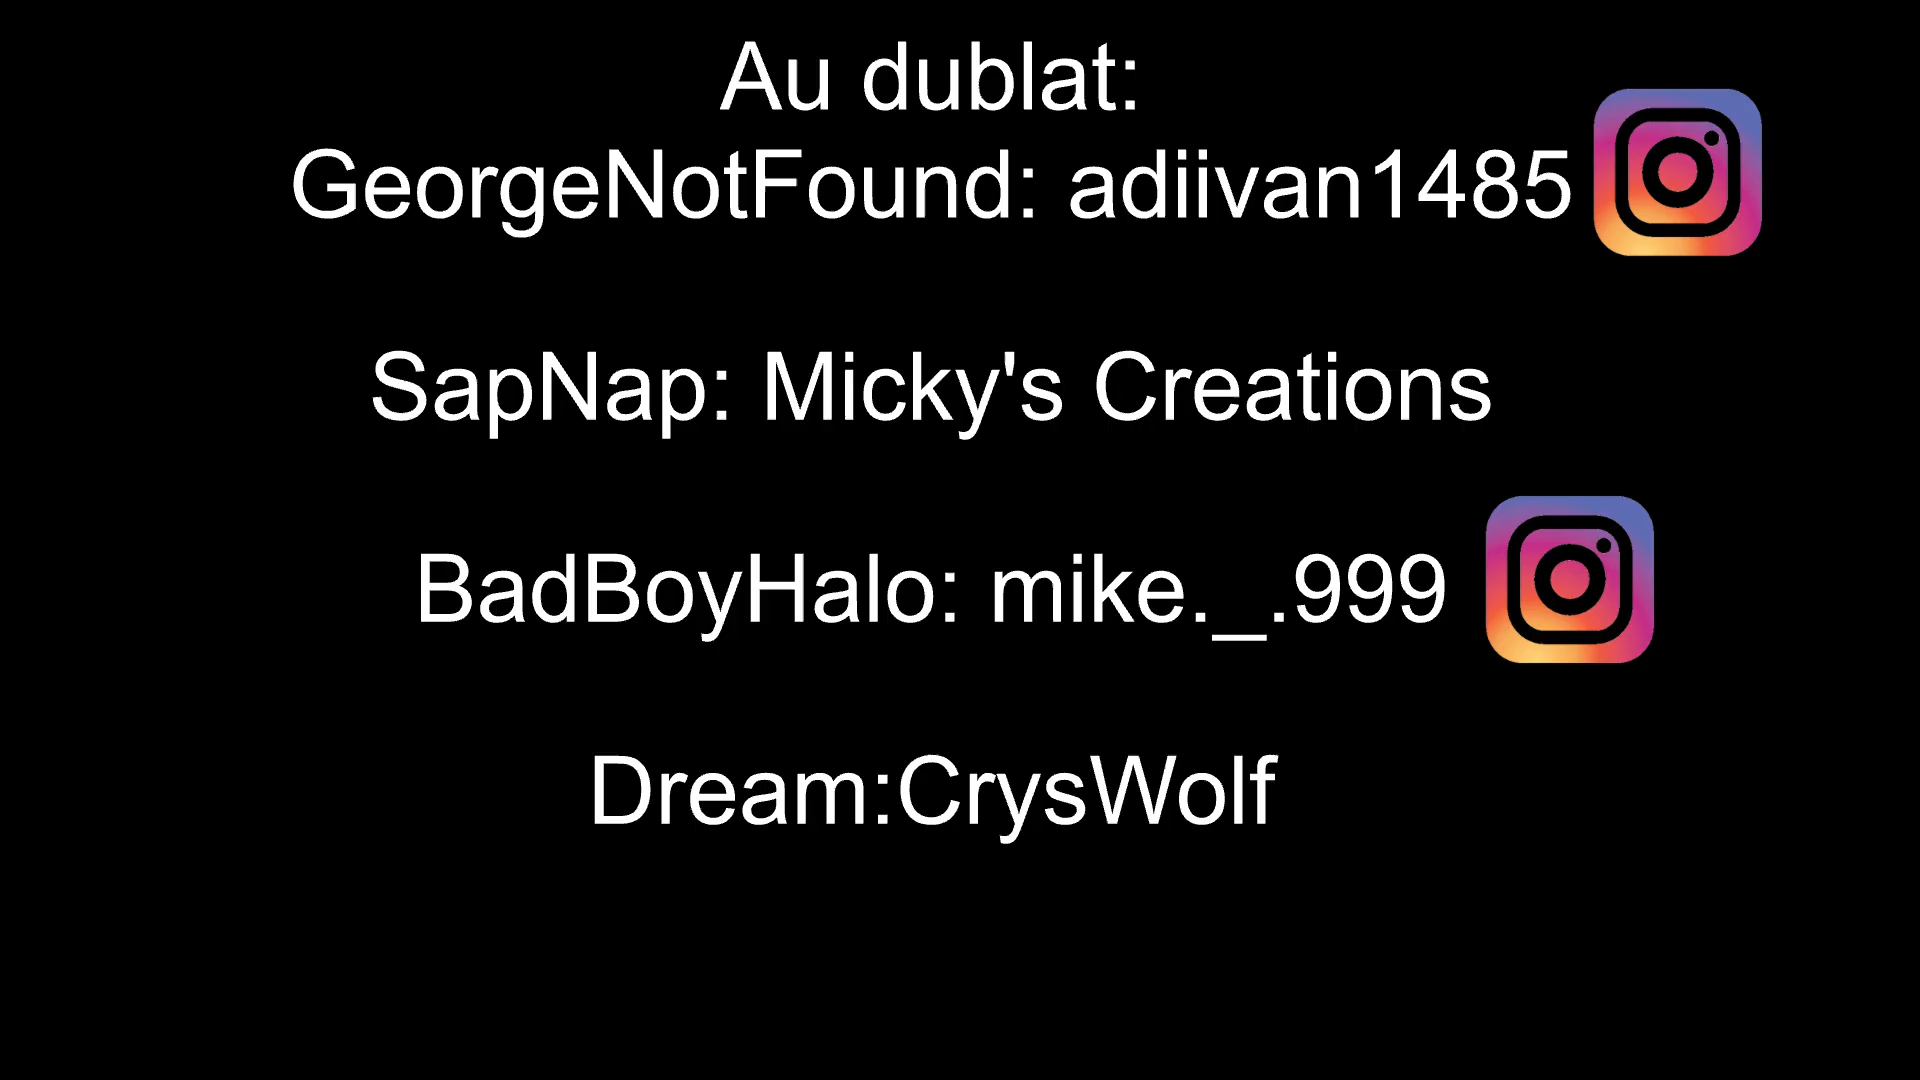 Au dublat:
GeorgeNotFound: adiivan1485
SapNap: Micky's Creations
BadBoyHalo: mike._.999
Dream:CrysWolf